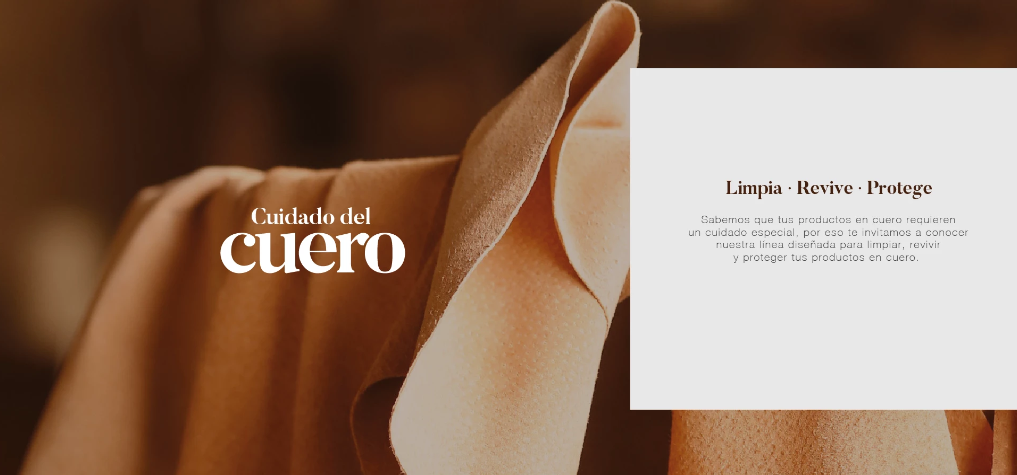 Cuidado del
cuero
Limpia · Revive · Protege
Sabemos que tus productos en cuero requieren
un cuidado especial, por eso te invitamos a conocer
nuestra línea diseñada para limpiar, revivir
y proteger tus productos en cuero.